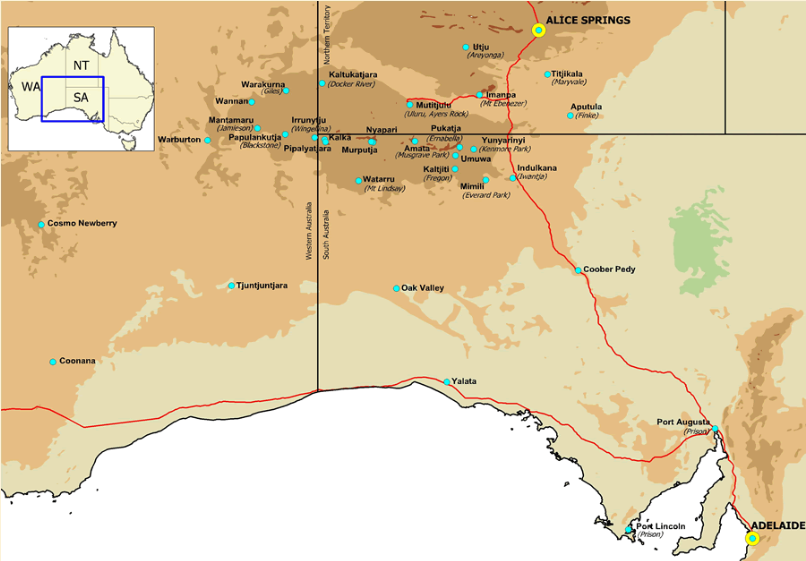 ALICE SPRINGS
Northern Territory
NT
WA
SA
Utju
(Areyonga)
Kaltukatjara
(Docker River)
Titjikala
(Maryvale)
Warakurna
(Giles)
Imanpa
(Mt Ebenezer)
Wannan
Mutitjulu
(Uluru, Ayers Rock)
Aputula
(Finke)
Mantamaru
(Jamieson)
Irrunytju
(Wingellina)
Nyapari
Pukatja
(Ernabella)
Warburton
Papulankutja
(Blackstone)
Kalka
Pipalyatjara
Murputja
Amata
(Musgrave Park)
Yunyarinyi
(Kenmore Park)
Umuwa
Kaltjiti
(Fregon)
Indulkana
(Iwantja)
Watarru
(Mt Lindsay)
Mimili
(Everard Park)
Western Australia
South Australia
Cosmo Newberry
Coober Pedy
Tjuntjuntjara
Oak Valley
Coonana
Yalata
Port Augusta
(Prison)
Port Lincoln
(Prison)
ADELAIDE